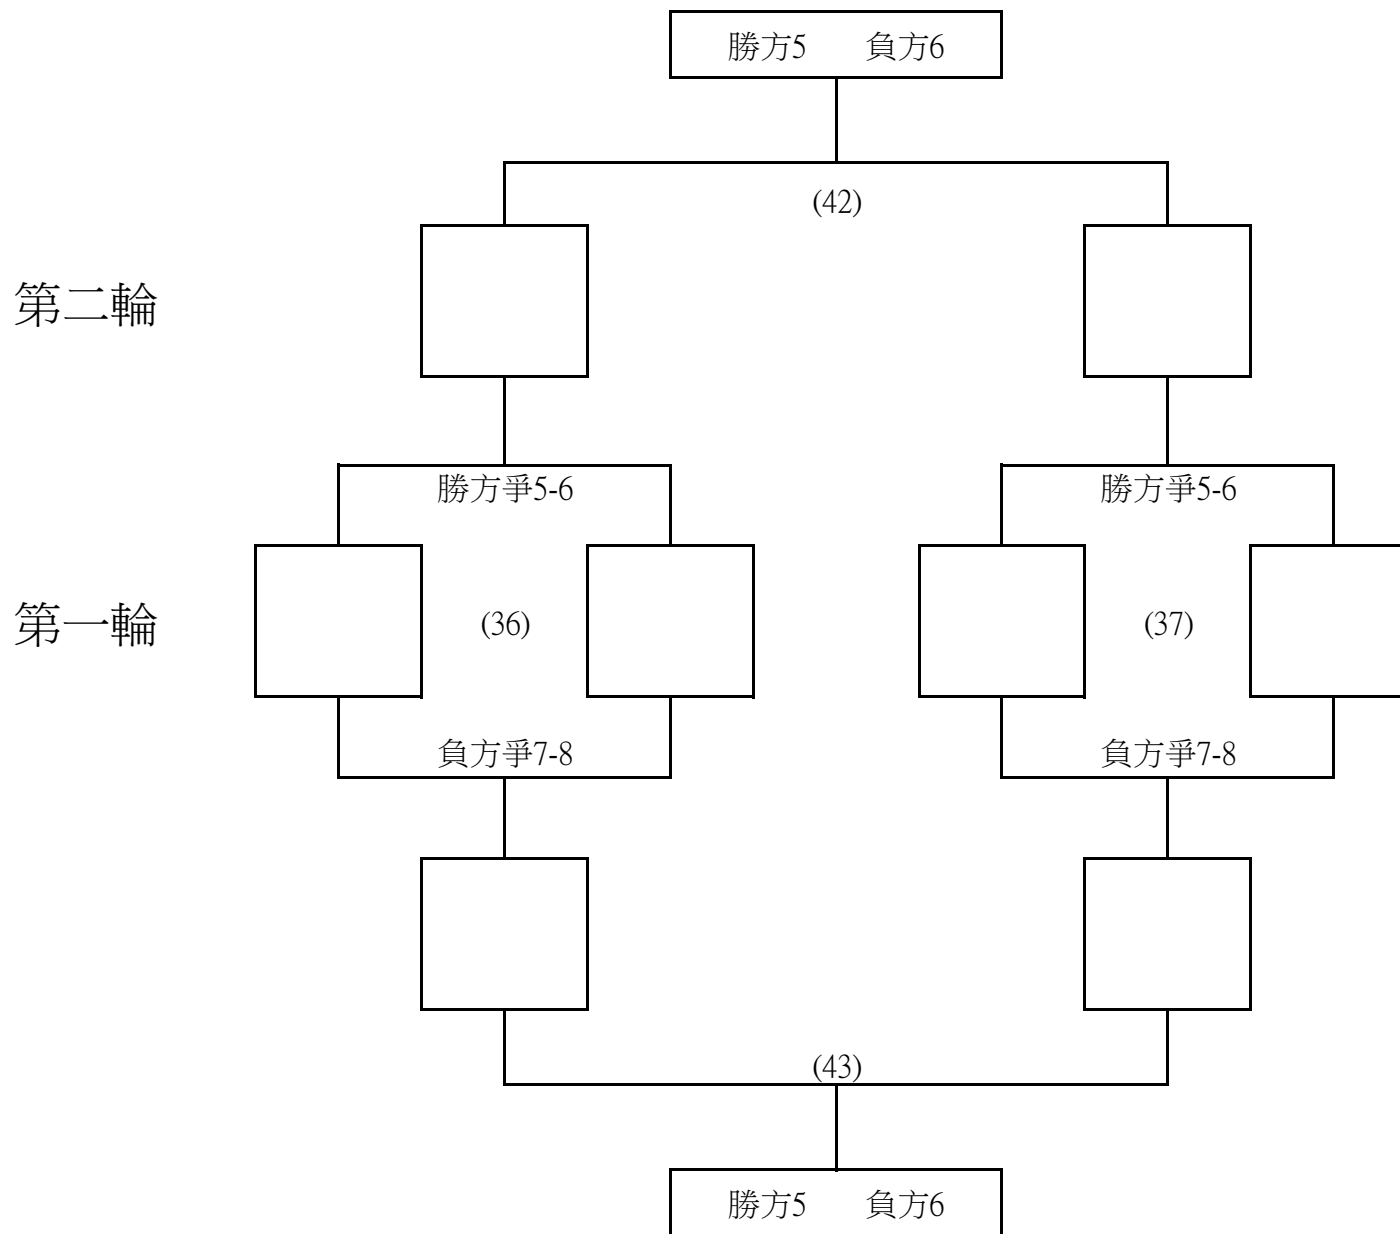 勝方5 負方6
(42)
第二輪
勝方爭5-6 勝方爭5-6
第一輪 (36) (37)
負方爭7-8 負方爭7-8
(43)
勝方5 負方6